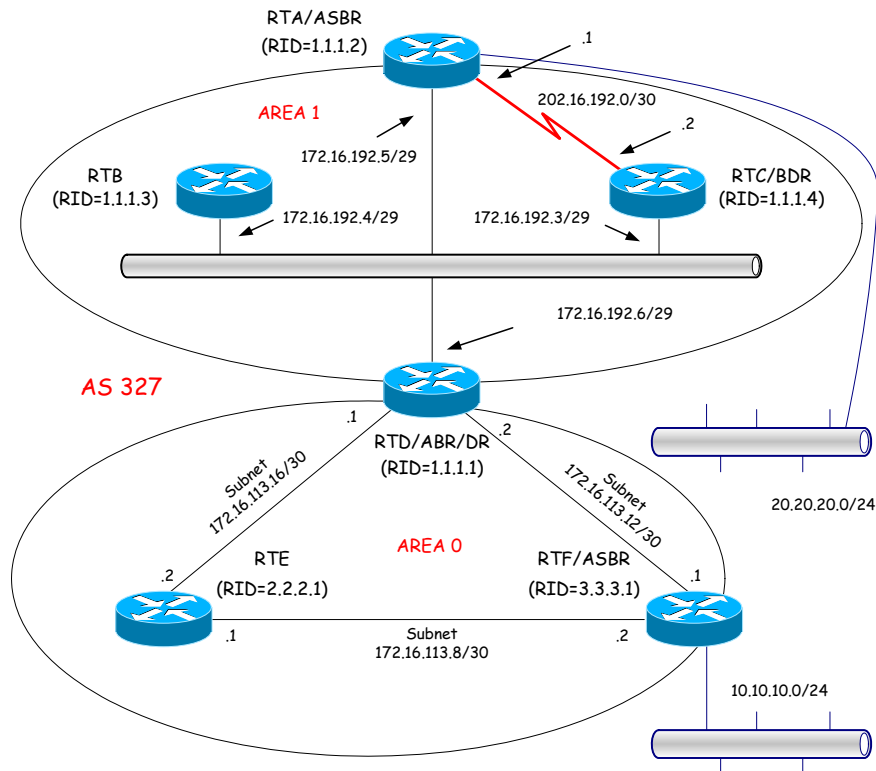 RTA/ASBR
(RID=1.1.1.2)
.1
202.16.192.0/30
AREA 1
.2
172.16.192.5/29
RTB
(RID=1.1.1.3)
RTC/BDR
(RID=1.1.1.4)
172.16.192.4/29
172.16.192.3/29
172.16.192.6/29
AS 327
.1
RTD/ABR/DR
(RID=1.1.1.1)
.2
Subnet
172.16.113.16/30
Subnet
172.16.113.12/30
20.20.20.0/24
AREA 0
RTE
(RID=2.2.2.1)
RTF/ASBR
(RID=3.3.3.1)
.2
.1
.1
Subnet
172.16.113.8/30
.2
10.10.10.0/24